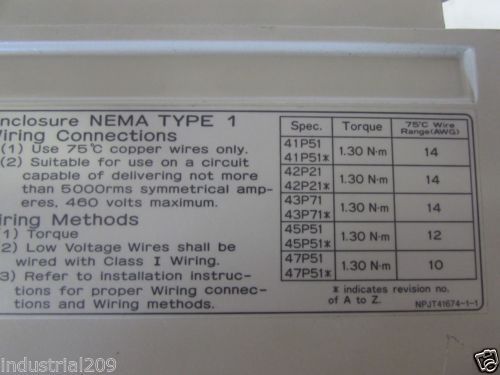 nclosure NEMA TYPE 1
iring Connections
(1) Use 75℃ copper wires only.
(2) Suitable for use on a circuit
capable of delivering not more
than 5000rms symmetrical amp-
eres, 460 volts maximum.
iring Methods
1) Torque
2) Low Voltage Wires shall be
wired with Class I Wiring.
3) Refer to installation instruc-
tions for proper Wiring connec-
tions and Wiring methods.
Spec. Torque 75℃ Wire Range(AWG)
41P51
41P51* 1.30 N·m 14
42P21
42P21* 1.30 N·m 14
43P71
43P71* 1.30 N·m 14
45P51
45P51* 1.30 N·m 12
47P51
47P51* 1.30 N·m 10
* indicates revision no.
of A to Z.
NPJT41674-1-1
industrial209